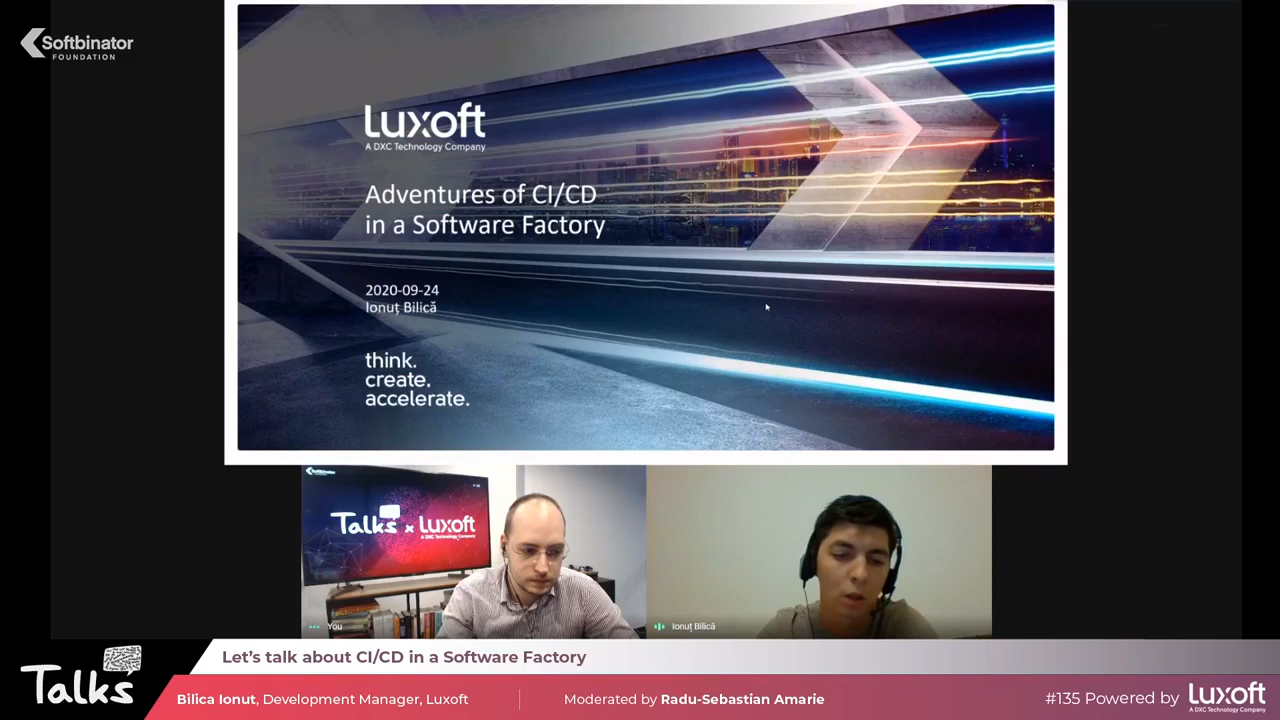 Softbinator
FOUNDATION
Luxoft
A DXC Technology Company
Adventures of CI/CD
in a Software Factory
2020-09-24
Ionuț Bilică
think.
create.
accelerate.
Softbinator
Talks x Luxoft
A DXC Technology Company
You
Ionuț Bilică
Talks
Let's talk about CI/CD in a Software Factory
Bilica Ionut, Development Manager, Luxoft
Moderated by Radu-Sebastian Amarie
#135 Powered by Luxoft
A DXC Technology Company